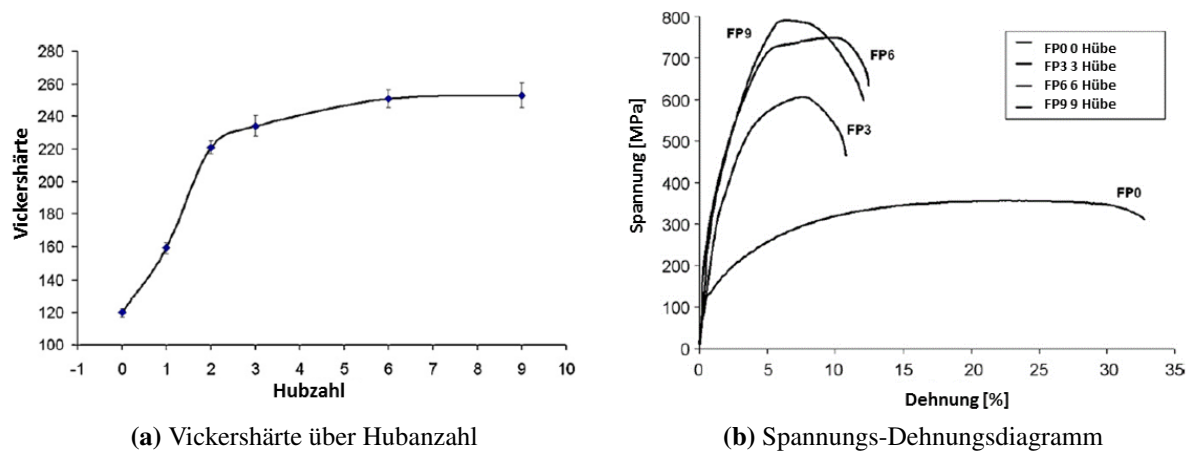 Vickershärte
280
260
240
220
200
180
160
140
120
100
-1 0 1 2 3 4 5 6 7 8 9 10
Hubzahl
(a) Vickershärte über Hubanzahl
Spannung [MPa]
800
700
600
500
400
300
200
100
0
FP9
FP6
FP3
FP0
FP0 0 Hübe
FP3 3 Hübe
FP6 6 Hübe
FP9 9 Hübe
0 5 10 15 20 25 30 35
Dehnung [%]
(b) Spannungs-Dehnungsdiagramm